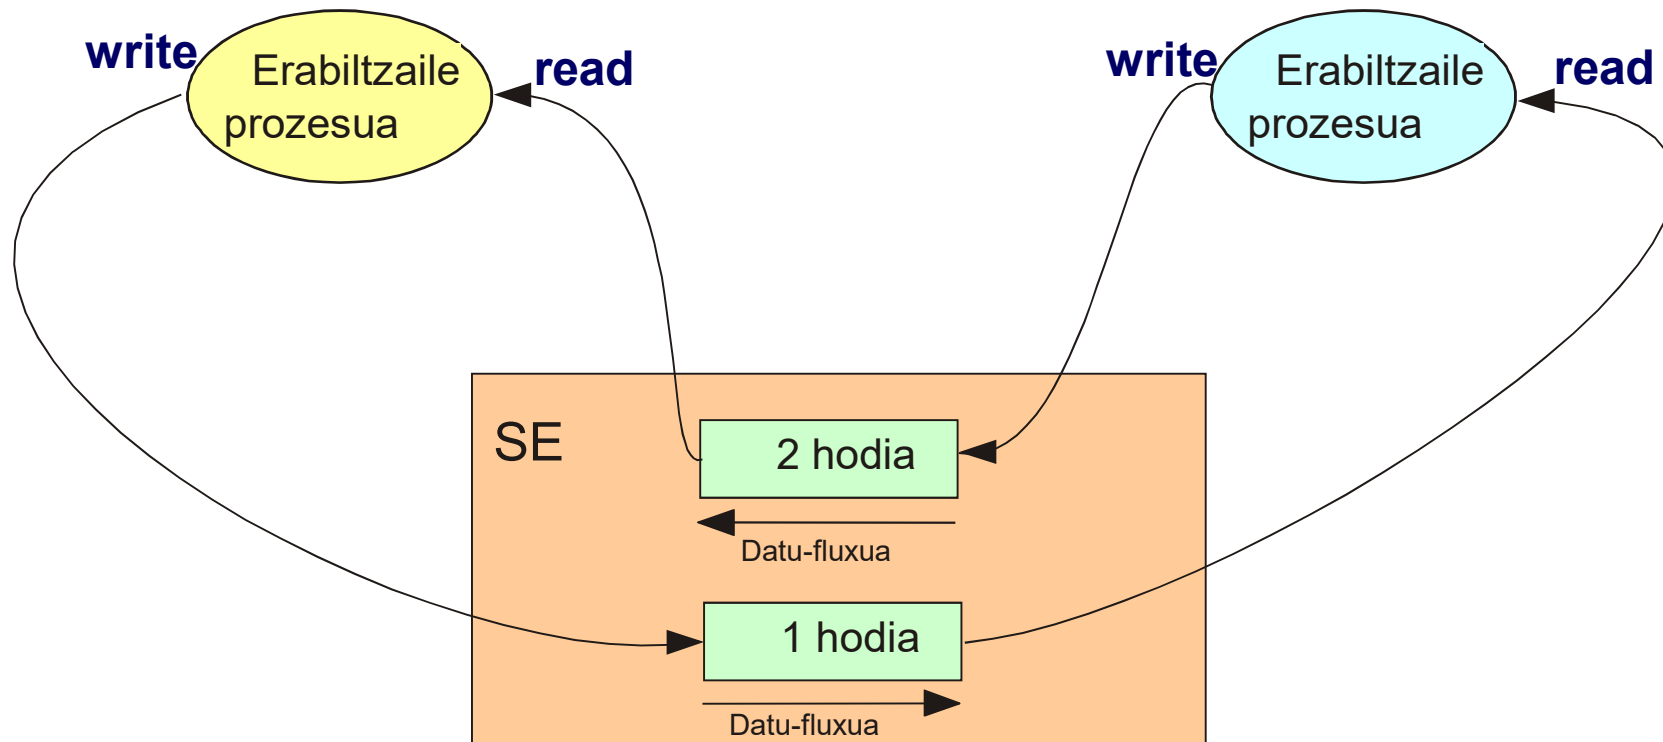 write
Erabiltzaile
prozesua
read
write
Erabiltzaile
prozesua
read
SE
2 hodia
Datu-fluxua
1 hodia
Datu-fluxua